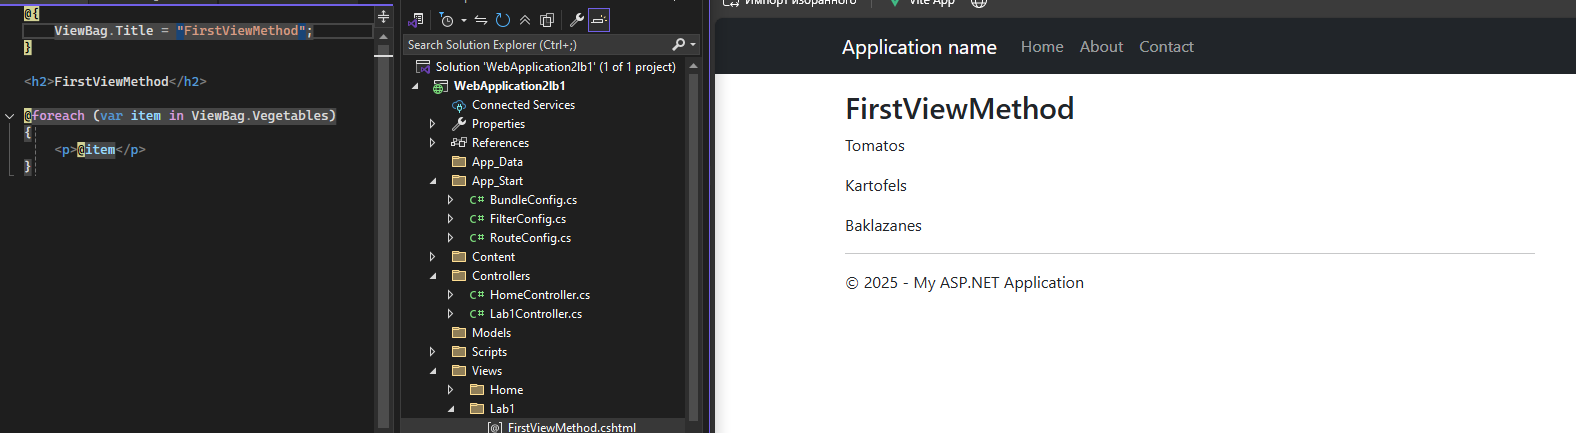 @{
ViewBag.Title = "FirstViewMethod";
}
<h2>FirstViewMethod</h2>
@foreach (var item in ViewBag.Vegetables)
{
<p>@item</p>
}
Search Solution Explorer (Ctrl+;)
Solution 'WebApplication2lb1' (1 of 1 project)
WebApplication2lb1
Connected Services
Properties
References
App_Data
App_Start
C# BundleConfig.cs
C# FilterConfig.cs
C# RouteConfig.cs
Content
Controllers
C# HomeController.cs
C# Lab1Controller.cs
Models
Scripts
Views
Home
Lab1
[@] FirstViewMethod.cshtml
Импорт избранного Vite App
Application name Home About Contact
FirstViewMethod
Tomatos
Kartofels
Baklazanes
© 2025 - My ASP.NET Application